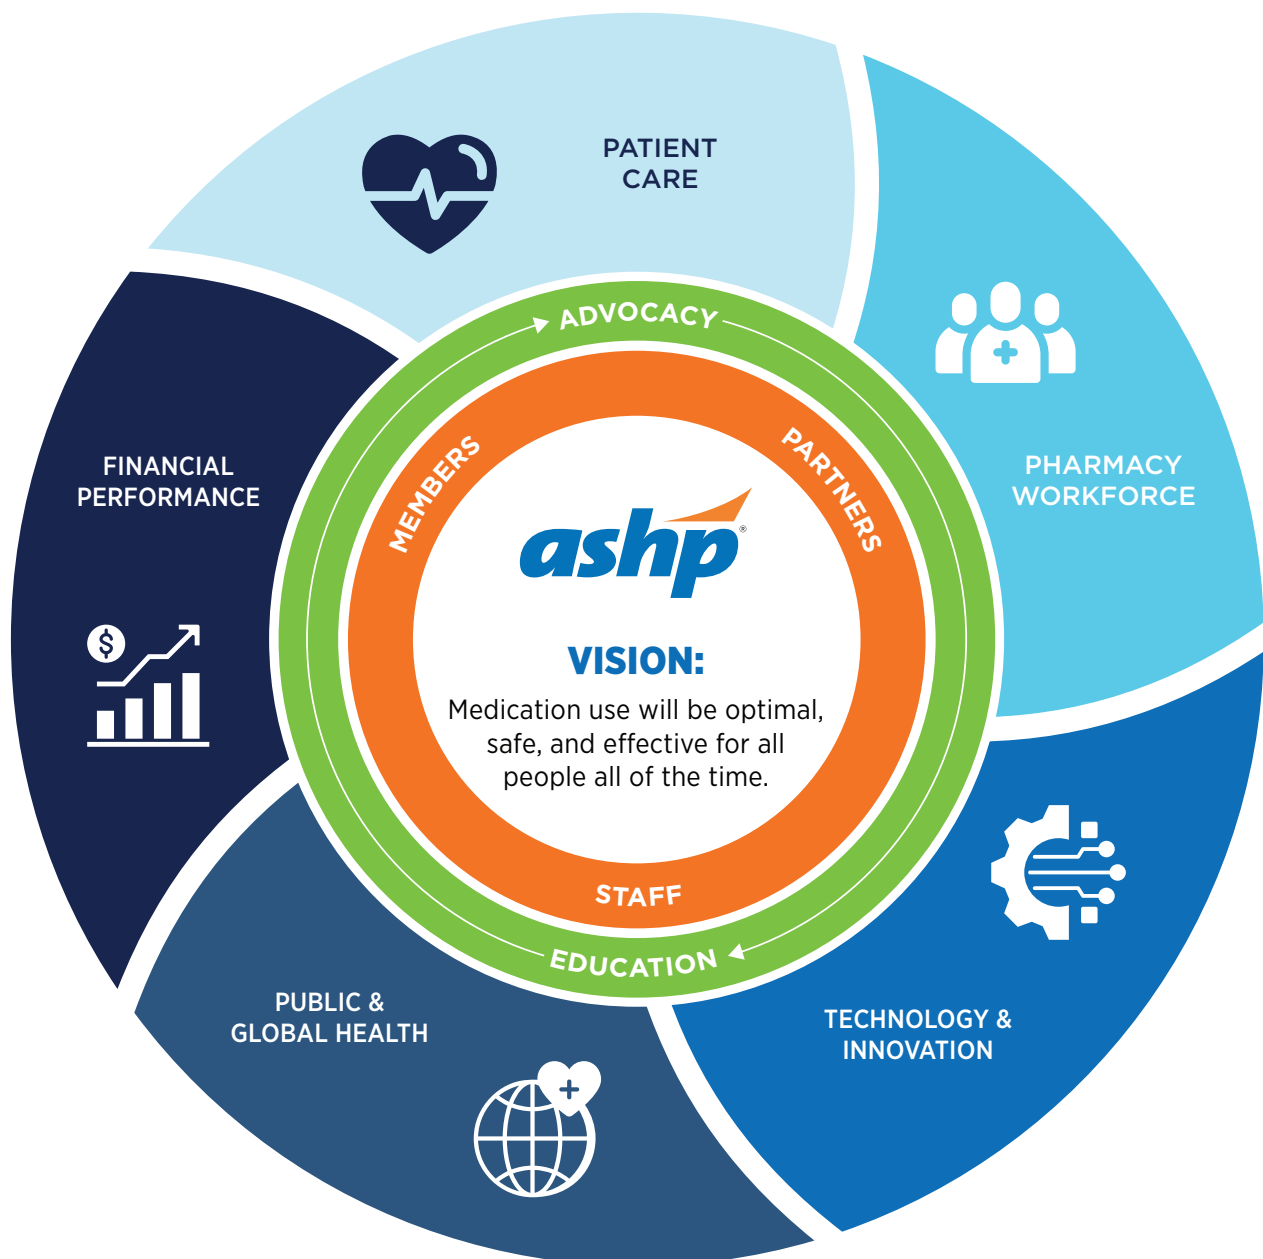 PATIENT
CARE
PHARMACY
WORKFORCE
TECHNOLOGY &
INNOVATION
PUBLIC &
GLOBAL HEALTH
FINANCIAL
PERFORMANCE
$
ADVOCACY
EDUCATION
MEMBERS
PARTNERS
STAFF
ashp®
VISION:
Medication use will be optimal,
safe, and effective for all
people all of the time.